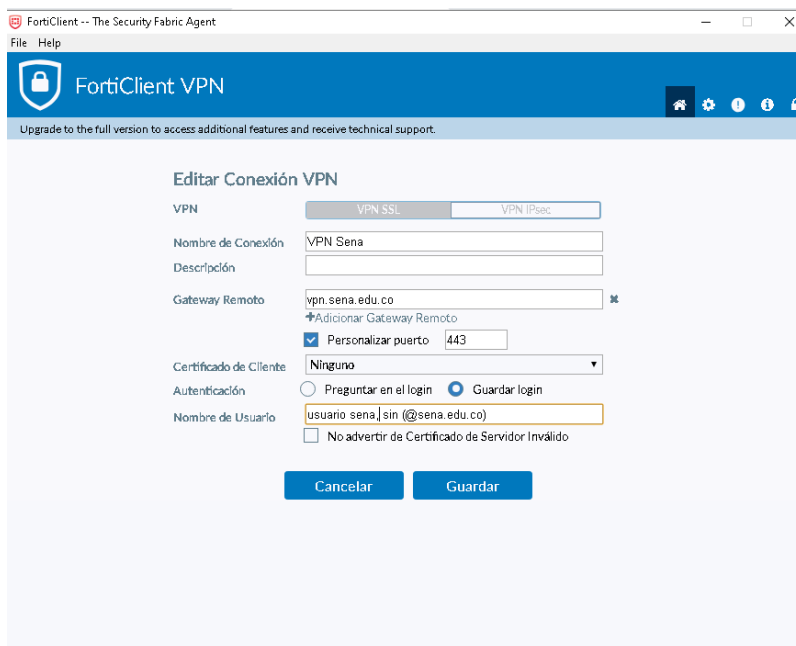 FortiClient -- The Security Fabric Agent
File Help
FortiClient VPN
Upgrade to the full version to access additional features and receive technical support.
Editar Conexión VPN
VPN VPN SSL VPN IPsec
Nombre de Conexión VPN Sena
Descripción
Gateway Remoto vpn.sena.edu.co
+Adicionar Gateway Remoto
Personalizar puerto 443
Certificado de Cliente Ninguno
Autenticación Preguntar en el login Guardar login
Nombre de Usuario usuario sena, sin (@sena.edu.co)
No advertir de Certificado de Servidor Inválido
Cancelar Guardar